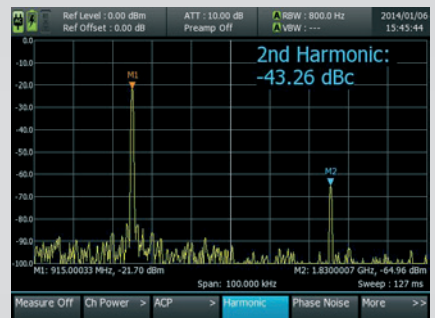 Ref Level : 0.00 dBm ATT : 10.00 dB A RBW : 800.0 Hz 2014/01/06
Ref Offset : 0.00 dB Preamp Off A VBW : --- 15:45:44
0.0
2nd Harmonic:
-43.26 dBc
-10.0
M1
-20.0
-30.0
-40.0
-50.0
M2
-60.0
-70.0
-80.0
-90.0
-100.0
M1: 915.00033 MHz, -21.70 dBm M2: 1.8300007 GHz, -64.96 dBm
Span: 100.000 kHz Sweep : 127 ms
Measure Off Ch Power > ACP > Harmonic Phase Noise More >>